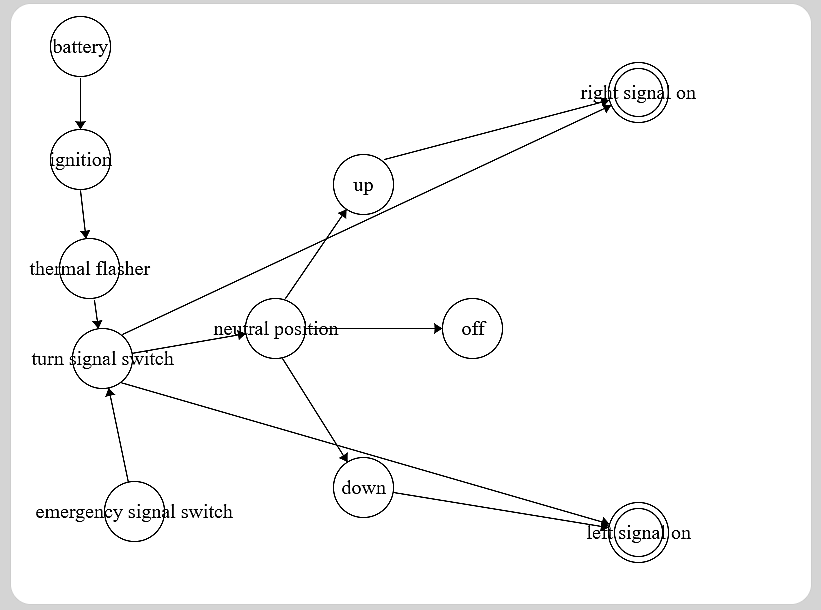 battery
right signal on
ignition
up
thermal flasher
neutral position
off
turn signal switch
down
emergency signal switch
left signal on